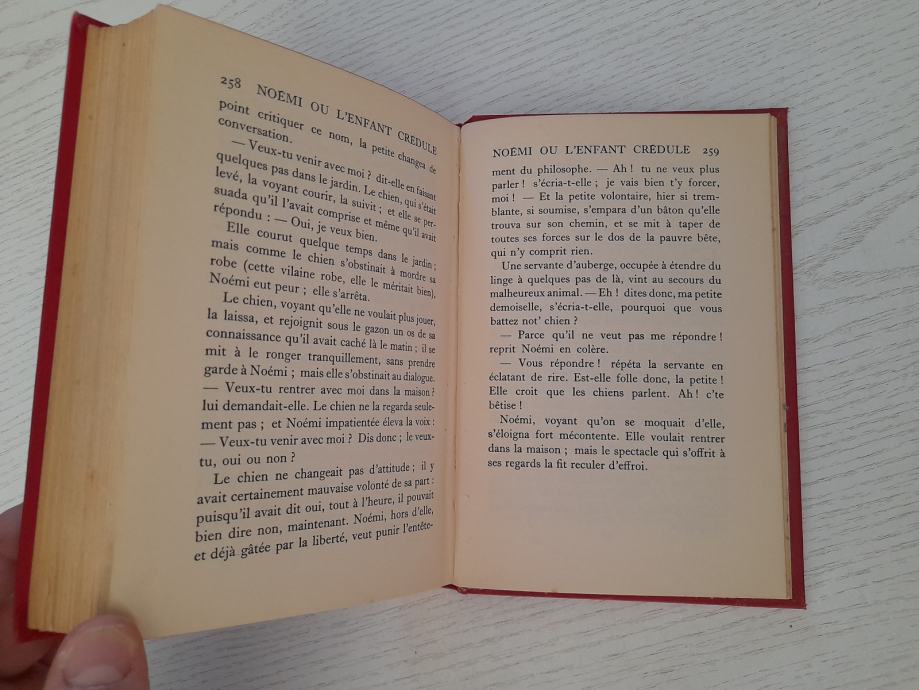 258 NOËMI OU L'ENFANT CRÉDULE
point critiquer ce nom, la petite changea de
conversation.
— Veux-tu venir avec moi ? dit-elle en faisant
quelques pas dans le jardin. Le chien, qui s'était
levé, la voyant courir, la suivit ; et elle se per-
suada qu'il l'avait comprise et même qu'il avait
répondu : — Oui, je veux bien.
Elle courut quelque temps dans le jardin ;
mais comme le chien s'obstinait à mordre sa
robe (cette vilaine robe, elle le méritait bien),
Noémi eut peur ; elle s'arrêta.
Le chien, voyant qu'elle ne voulait plus jouer,
la laissa, et rejoignit sous le gazon un os de sa
connaissance qu'il avait caché là le matin ; il se
mit à le ronger tranquillement, sans prendre
garde à Noémi ; mais elle s'obstinait au dialogue.
— Veux-tu rentrer avec moi dans la maison ?
lui demandait-elle. Le chien ne la regarda seule-
ment pas ; et Noémi impatientée éleva la voix :
— Veux-tu venir avec moi ? Dis donc ; le veux-
tu, oui ou non ?
Le chien ne changeait pas d'attitude ; il y
avait certainement mauvaise volonté de sa part :
puisqu'il avait dit oui, tout à l'heure, il pouvait
bien dire non, maintenant. Noémi, hors d'elle,
et déjà gâtée par la liberté, veut punir l'entête-
NOËMI OU L'ENFANT CRÉDULE 259
ment du philosophe. — Ah ! tu ne veux plus
parler ! s'écria-t-elle ; je vais bien t'y forcer,
moi ! — Et la petite volontaire, hier si trem-
blante, si soumise, s'empara d'un bâton qu'elle
trouva sur son chemin, et se mit à taper de
toutes ses forces sur le dos de la pauvre bête,
qui n'y comprit rien.
Une servante d'auberge, occupée à étendre du
linge à quelques pas de là, vint au secours du
malheureux animal. — Eh ! dites donc, ma petite
demoiselle, s'écria-t-elle, pourquoi que vous
battez not' chien ?
— Parce qu'il ne veut pas me répondre !
reprit Noémi en colère.
— Vous répondre ! répéta la servante en
éclatant de rire. Est-elle folle donc, la petite !
Elle croit que les chiens parlent. Ah ! c'te
bêtise !
Noémi, voyant qu'on se moquait d'elle,
s'éloigna fort mécontente. Elle voulait rentrer
dans la maison ; mais le spectacle qui s'offrit à
ses regards la fit reculer d'effroi.